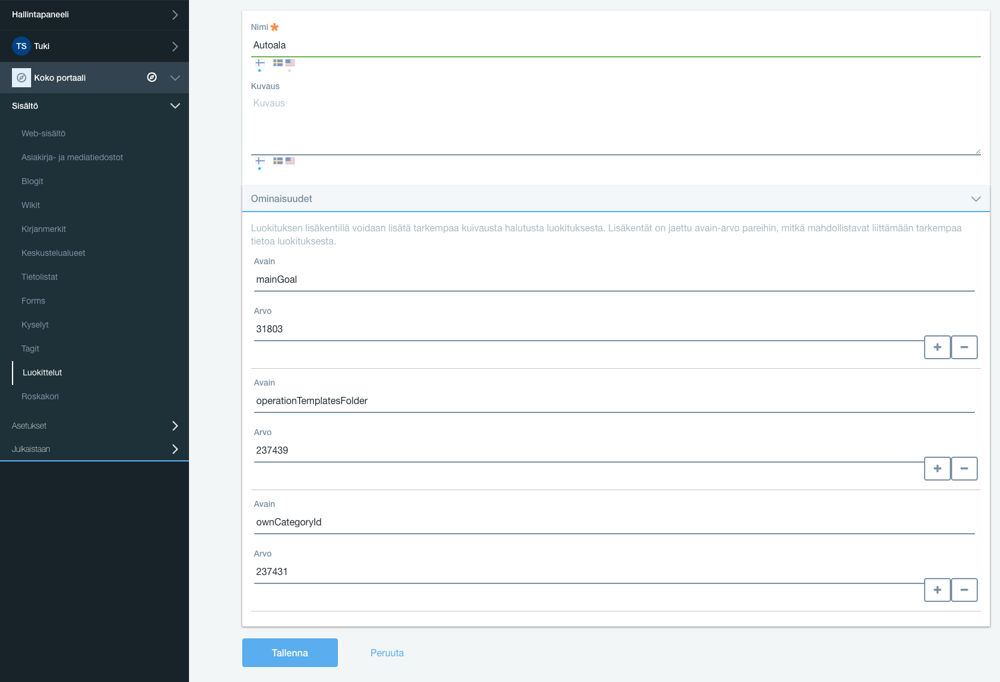 Hallintapaneeli
TS Tuki
Koko portaali
Sisältö
Web-sisältö
Asiakirja- ja mediatiedostot
Blogit
Wikit
Kirjanmerkit
Keskustelualueet
Tietolistat
Forms
Kyselyt
Tagit
Luokittelut
Roskakori
Asetukset
Julkaistaan
Nimi
Autoala
Kuvaus
Kuvaus
Ominaisuudet
Luokituksen lisäkentillä voidaan lisätä tarkempaa kuivausta halutusta luokituksesta. Lisäkentät on jaettu avain-arvo pareihin, mitkä mahdollistavat liittämään tarkempaa
tietoa luokituksesta.
Avain
mainGoal
Arvo
31803
Avain
operationTemplatesFolder
Arvo
237439
Avain
ownCategoryId
Arvo
237431
Tallenna
Peruuta